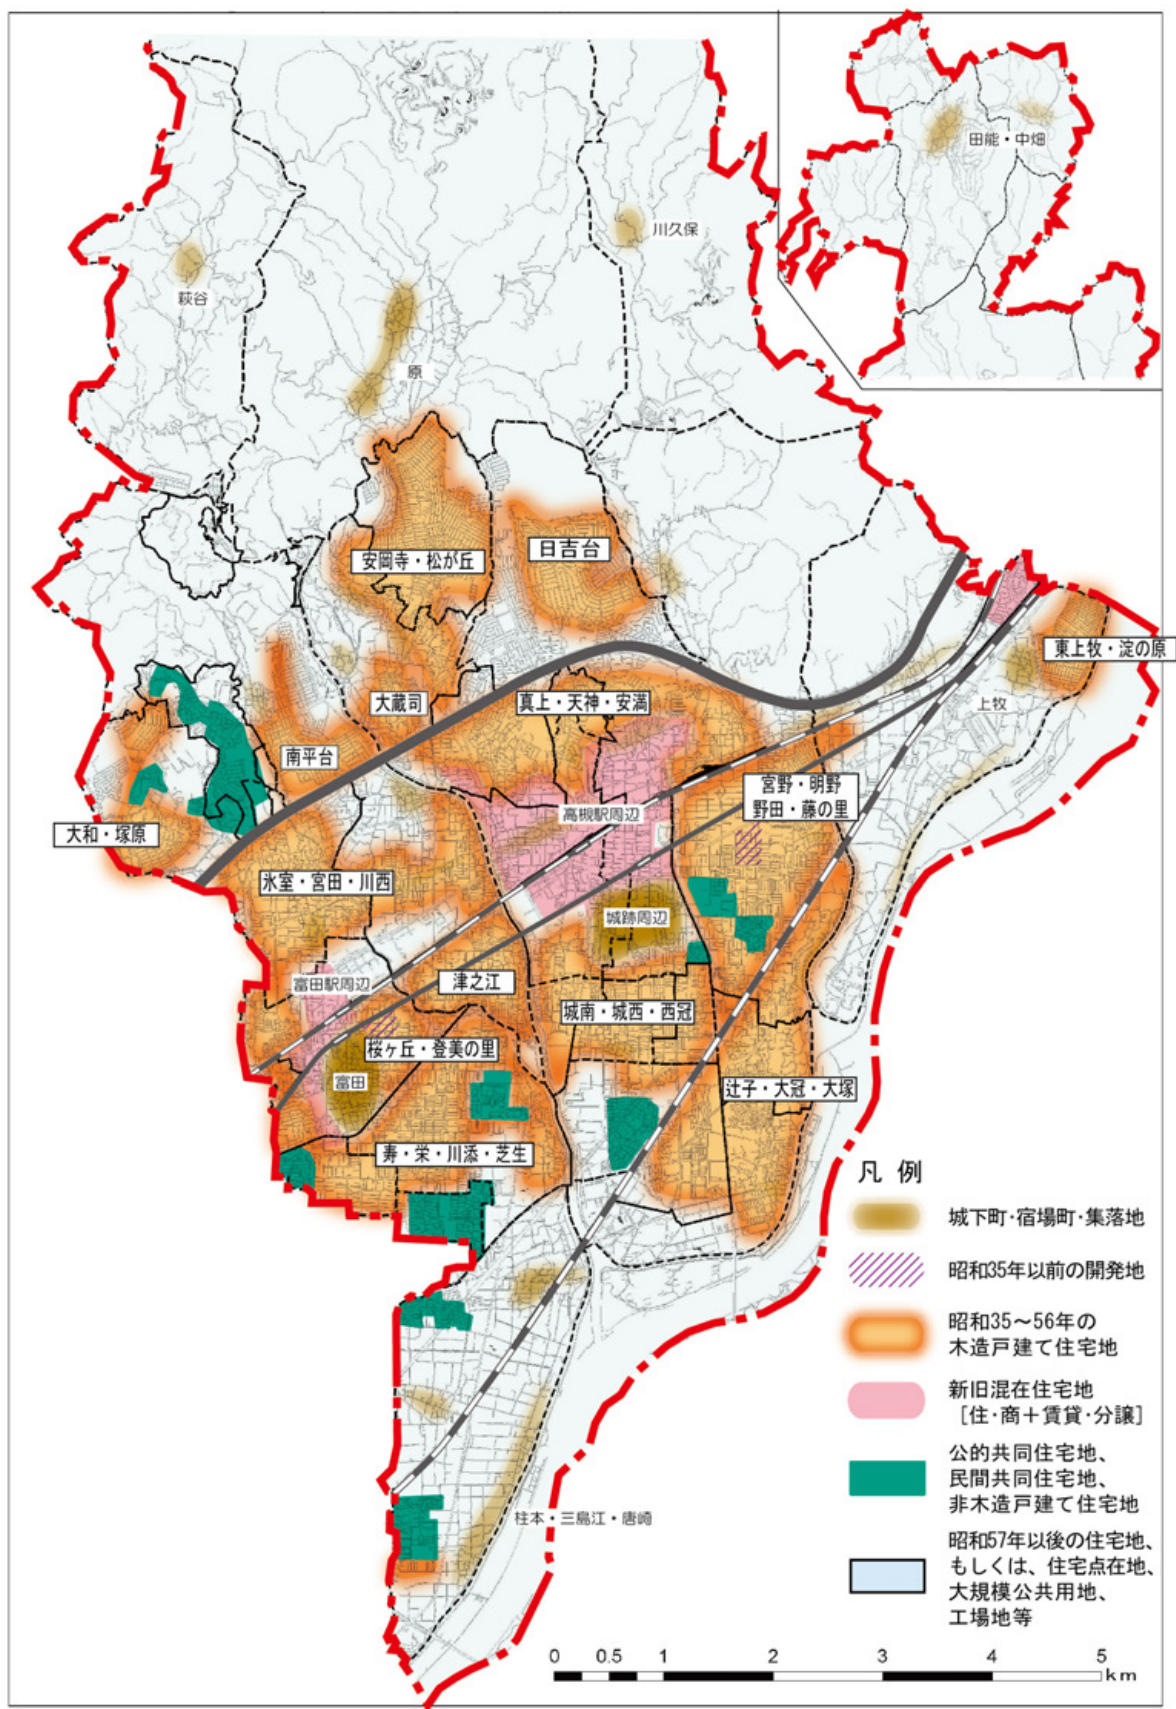 田能・中畑
川久保
萩谷
原
安岡寺・松が丘
日吉台
東上牧・淀の原
大蔵司
真上・天神・安満
上牧
南平台
宮野・明野
野田・藤の里
高槻駅周辺
大和・塚原
氷室・宮田・川西
城跡周辺
富田駅周辺
津之江
城南・城西・西冠
桜ヶ丘・登美の里
富田
辻子・大冠・大塚
寿・栄・川添・芝生
凡 例
城下町・宿場町・集落地
昭和35年以前の開発地
昭和35～56年の
木造戸建て住宅地
新旧混在住宅地
［住・商＋賃貸・分譲］
公的共同住宅地、
民間共同住宅地、
非木造戸建て住宅地
柱本・三島江・唐崎
昭和57年以後の住宅地、
もしくは、住宅点在地、
大規模公共用地、
工場地等
0 0.5 1 2 3 4 5
km